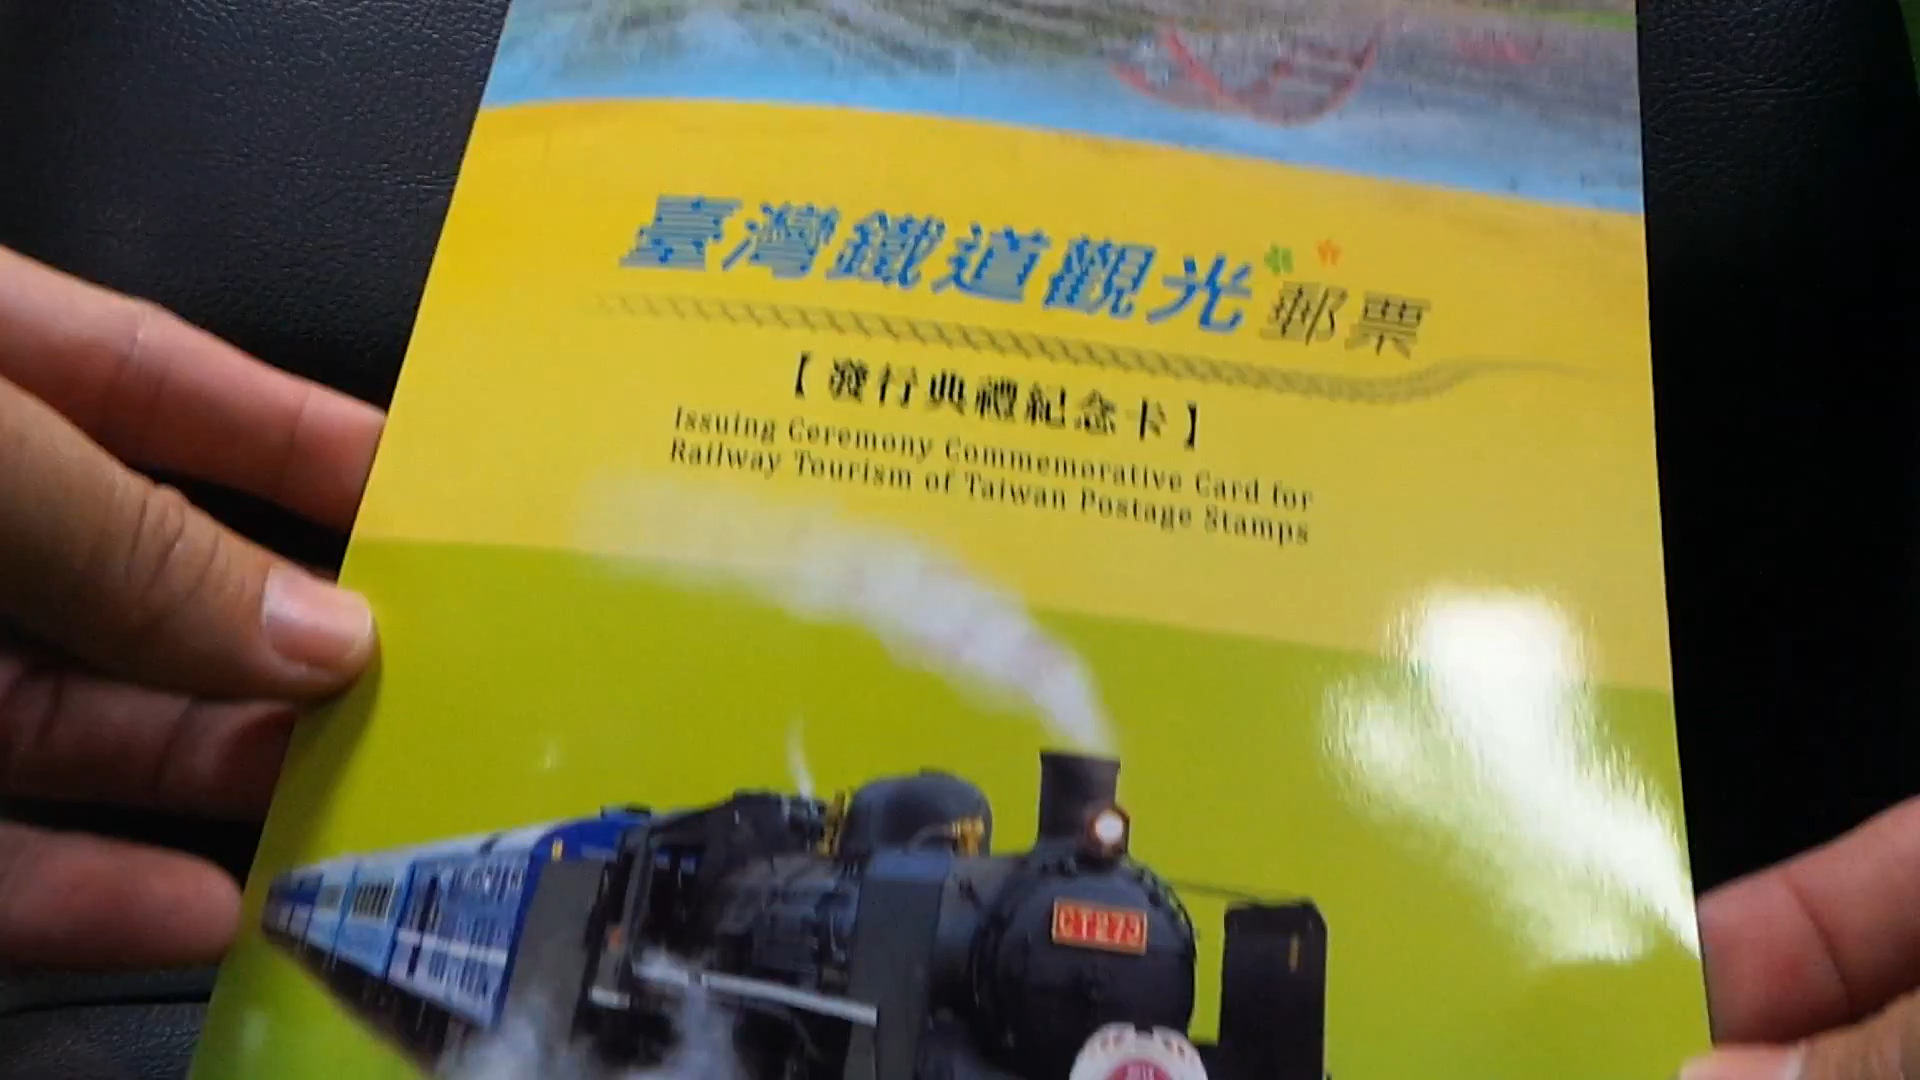 臺灣鐵道觀光郵票
【發行典禮紀念卡】
Issuing Ceremony Commemorative Card for
Railway Tourism of Taiwan Postage Stamps
CT273